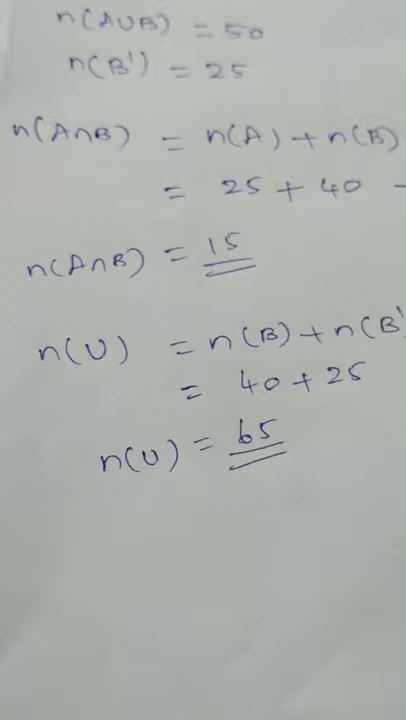 n(A∪B) = 50
n(B') = 25
n(A∩B) = n(A) + n(B)
= 25 + 40 -
n(A∩B) = 15
n(U) = n(B) + n(B'
= 40 + 25
n(U) = 65